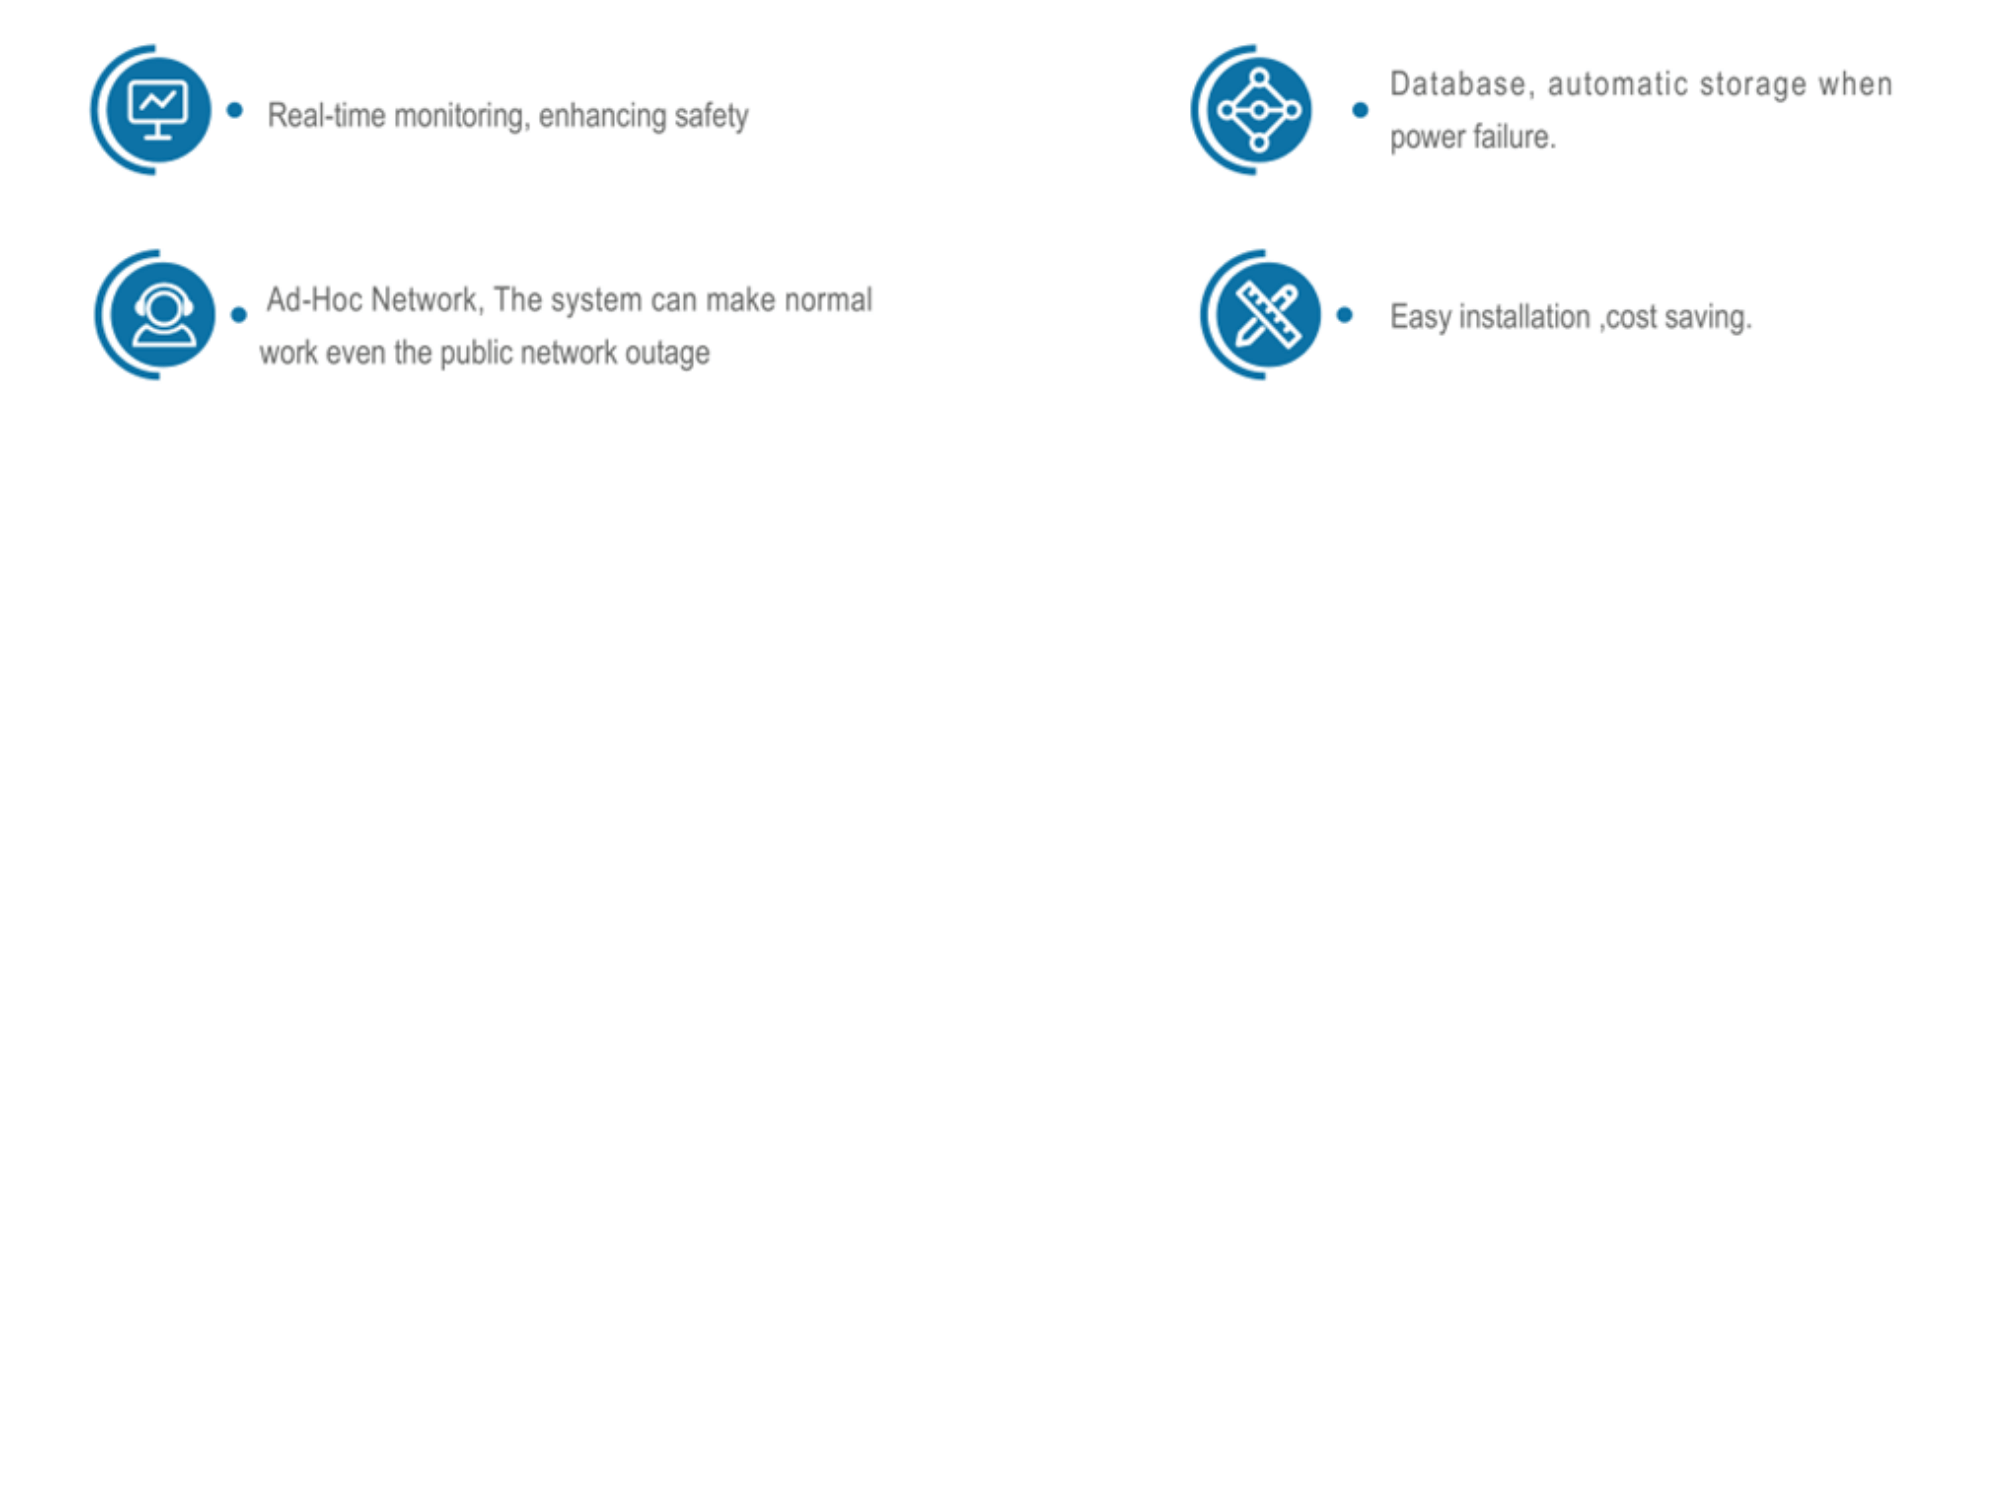 Real-time monitoring, enhancing safety
Database, automatic storage when
power failure.
Ad-Hoc Network, The system can make normal
work even the public network outage
Easy installation ,cost saving.